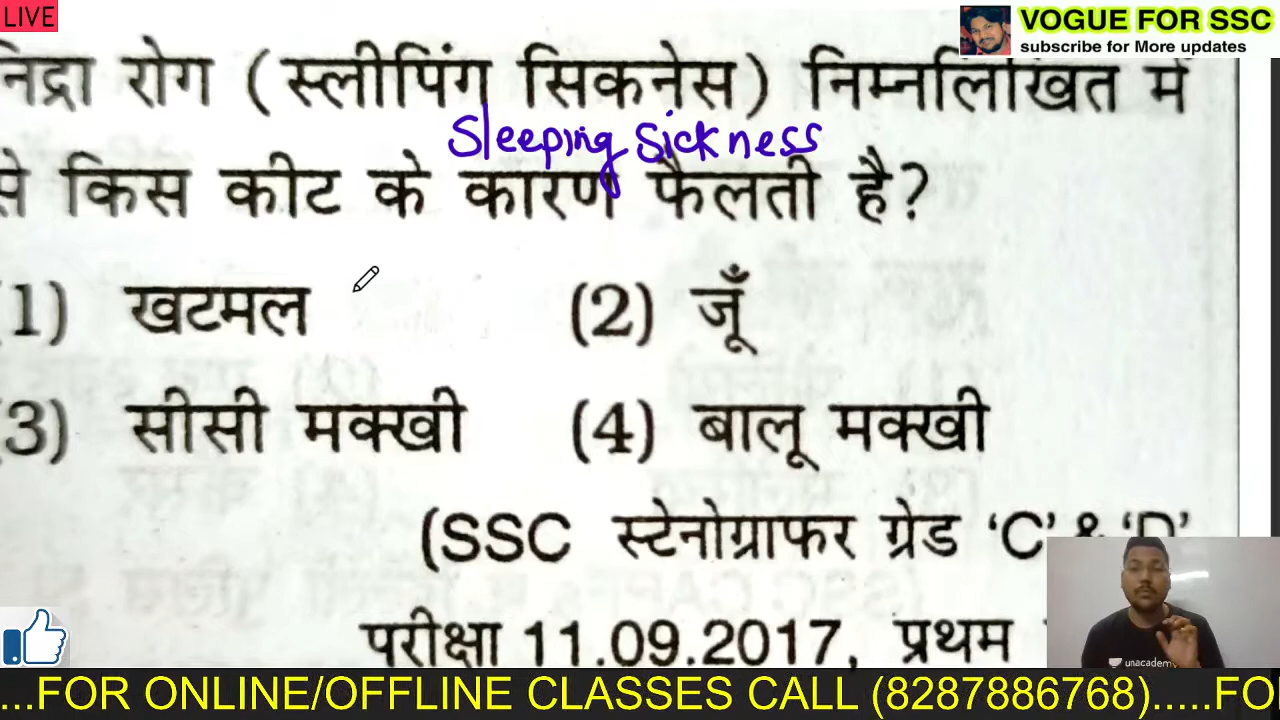 LIVE
VOGUE FOR SSC
subscribe for More updates
निद्रा रोग (स्लीपिंग सिकनेस) निम्नलिखित में
Sleeping Sickness
से किस कीट के कारण फैलती है?
1) खटमल (2) जूँ
3) सीसी मक्खी (4) बालू मक्खी
(SSC स्टेनोग्राफर ग्रेड ‘C’ & ‘D’
परीक्षा 11.09.2017, प्रथम
unacademy
...FOR ONLINE/OFFLINE CLASSES CALL (8287886768).....FO